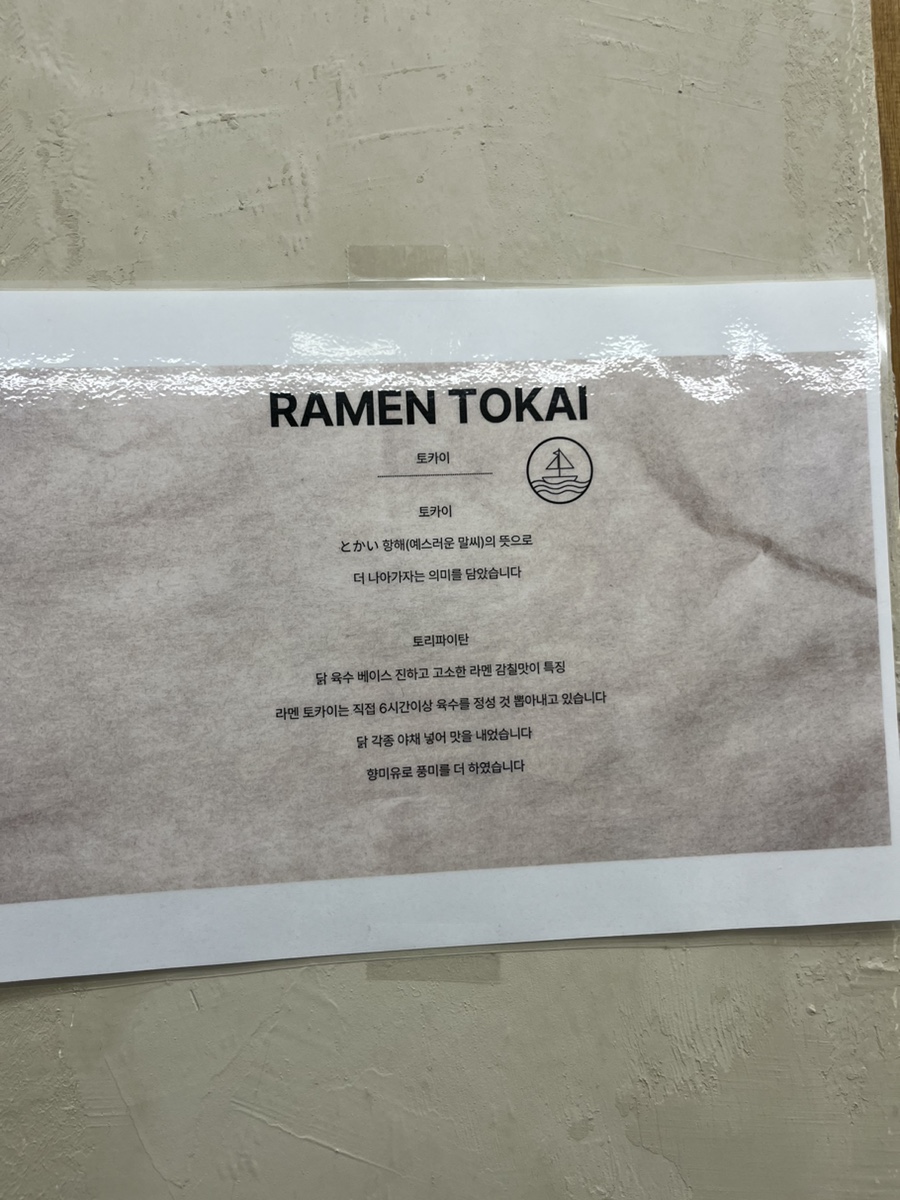 RAMEN TOKAI
토카이
토카이
とかい 항해(예스러운 말씨)의 뜻으로
더 나아가자는 의미를 담았습니다
토리파이탄
닭 육수 베이스 진하고 고소한 라멘 감칠맛이 특징
라멘 토카이는 직접 6시간이상 육수를 정성 것 뽑아내고 있습니다
닭 각종 야채 넣어 맛을 내었습니다
향미유로 풍미를 더 하였습니다